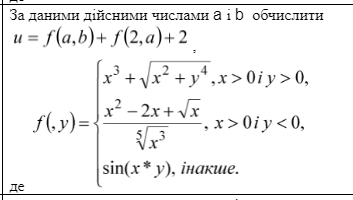 За даними дійсними числами a і b обчислити
u = f(a,b) + f(2,a) + 2 ,
x³ + √(x² + y⁴), x > 0 і y > 0,
f(, y) = { (x² − 2x + √x) / ⁵√(x³), x > 0 і y < 0,
sin(x * y), інакше.
де